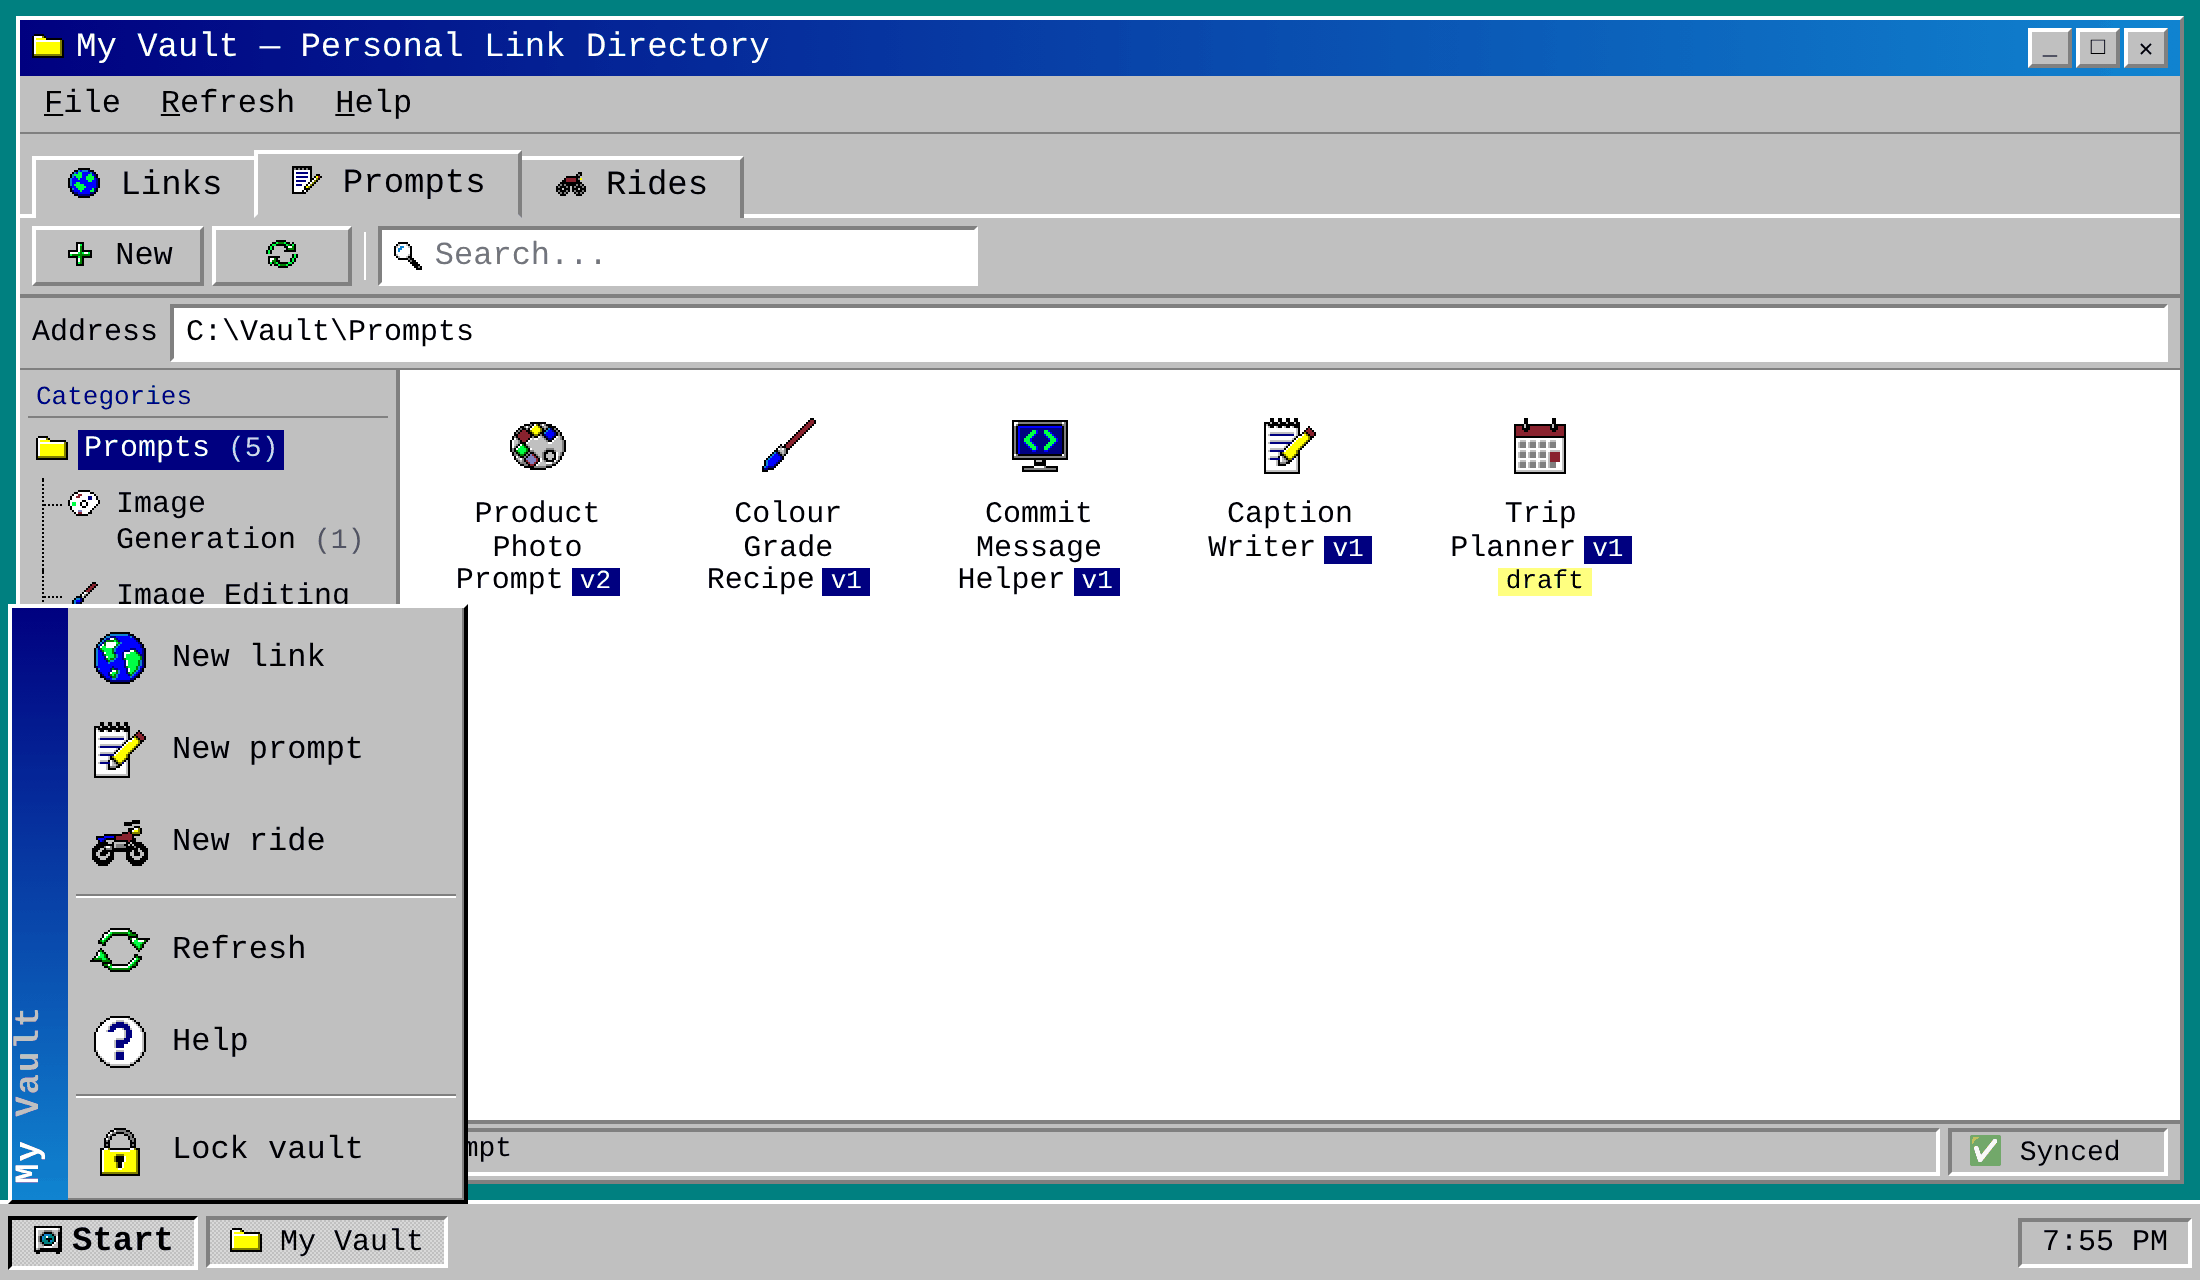 My Vault — Personal Link Directory
File Refresh Help
Links Prompts Rides
New Search...
Address C:\Vault\Prompts
Categories
Prompts (5)
Image
Generation (1)
Image Editing
Product
Photo
Prompt v2
Colour
Grade
Recipe v1
Commit
Message
Helper v1
Caption
Writer v1
Trip
Planner v1
draft
New link
New prompt
New ride
Refresh
Help
Lock vault
My Vault
mpt
Synced
Start My Vault 7:55 PM